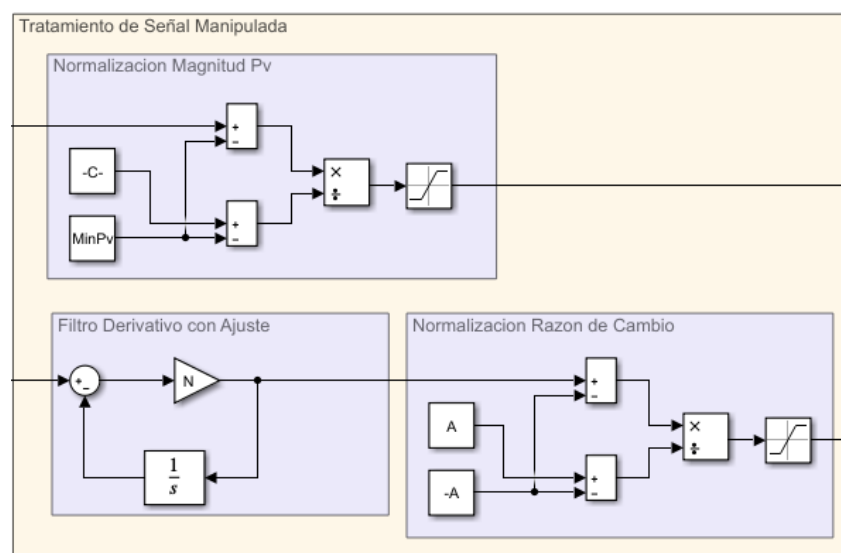 Tratamiento de Señal Manipulada
Normalizacion Magnitud Pv
+
−
-C-
×
÷
+
−
MinPv
Filtro Derivativo con Ajuste
Normalizacion Razon de Cambio
+
−
N
+
−
A
×
÷
+
−
-A
1
s